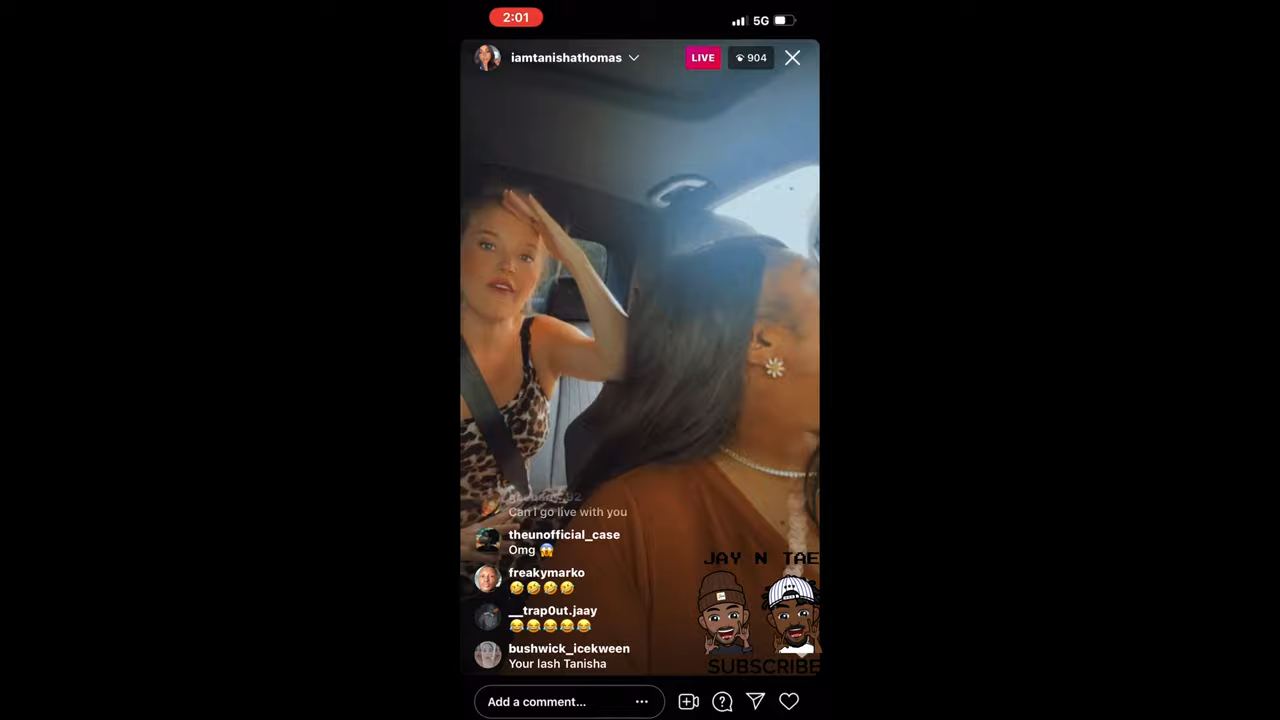 2:01
5G
iamtanishathomas
LIVE
904
Can I go live with you
theunofficial_case
Omg 😱
freakymarko
🤣🤣🤣🤣
__trap0ut.jaay
😂😂😂😂😂
bushwick_icekween
Your lash Tanisha
JAY N TAE
SUBSCRIBE
Add a comment...